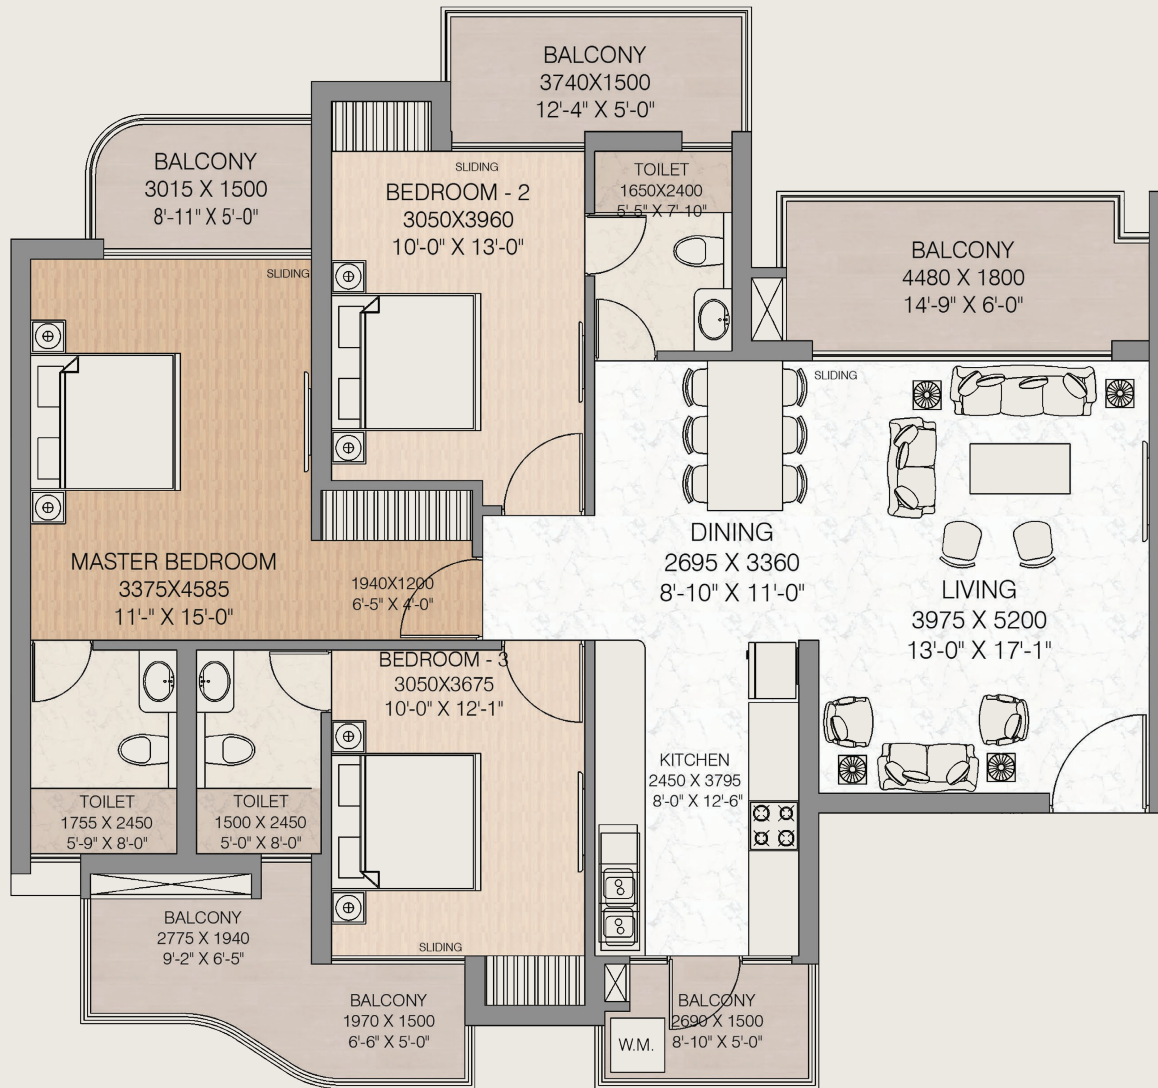 BALCONY
3740X1500
12'-4" X 5'-0"
BALCONY
3015 X 1500
8'-11" X 5'-0"
SLIDING
BEDROOM - 2
3050X3960
10'-0" X 13'-0"
TOILET
1650X2400
5'-5" X 7'-10"
BALCONY
4480 X 1800
14'-9" X 6'-0"
SLIDING
SLIDING
MASTER BEDROOM
3375X4585
11'-" X 15'-0"
1940X1200
6'-5" X 4'-0"
DINING
2695 X 3360
8'-10" X 11'-0"
LIVING
3975 X 5200
13'-0" X 17'-1"
BEDROOM - 3
3050X3675
10'-0" X 12'-1"
KITCHEN
2450 X 3795
8'-0" X 12'-6"
TOILET
1755 X 2450
5'-9" X 8'-0"
TOILET
1500 X 2450
5'-0" X 8'-0"
BALCONY
2775 X 1940
9'-2" X 6'-5"
SLIDING
BALCONY
1970 X 1500
6'-6" X 5'-0"
BALCONY
2690 X 1500
8'-10" X 5'-0"
W.M.